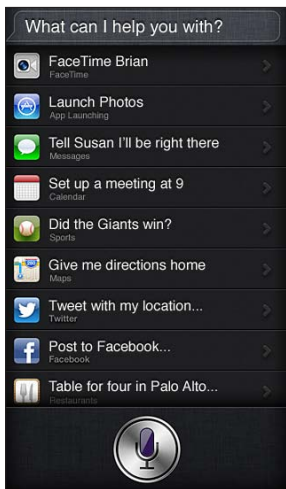 What can I help you with?
FaceTime Brian
FaceTime
Launch Photos
App Launching
Tell Susan I'll be right there
Messages
Set up a meeting at 9
Calendar
Did the Giants win?
Sports
Give me directions home
Maps
Tweet with my location...
Twitter
Post to Facebook...
Facebook
Table for four in Palo Alto...
Restaurants